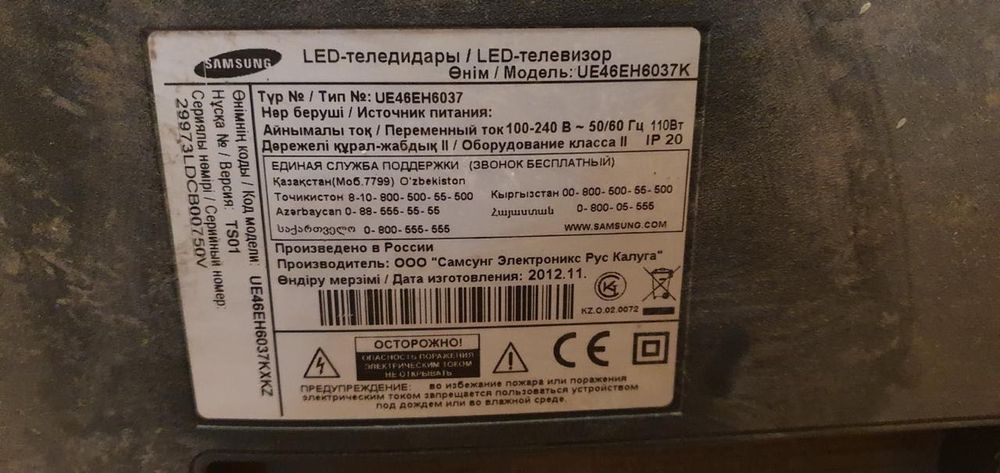 SAMSUNG
LED-теледидары / LED-телевизор
Өнім / Модель: UE46EH6037K
Түр № / Тип №: UE46EH6037
Нәр беруші / Источник питания:
Айнымалы тоқ / Переменный ток 100-240 В ~ 50/60 Гц 110Вт
Дәрежелі құрал-жабдық II / Оборудование класса II IP 20
ЕДИНАЯ СЛУЖБА ПОДДЕРЖКИ (ЗВОНОК БЕСПЛАТНЫЙ)
Қазақстан(Моб.7799) O'zbekiston
Точикистон 8-10-800-500-55-500 Кыргызстан 00-800-500-55-500
Azərbaycan 0-88-555-55-55 Հայաստան 0-800-05-555
საქართველო 0-800-555-555 WWW.SAMSUNG.COM
Произведено в России
Производитель: ООО "Самсунг Электроникс Рус Калуга"
Өндіру мерзімі / Дата изготовления: 2012.11.
KZ.O.02.0072
ОСТОРОЖНО!
ОПАСНОСТЬ ПОРАЖЕНИЯ
ЭЛЕКТРИЧЕСКИМ ТОКОМ
НЕ ОТКРЫВАТЬ
CE
ПРЕДУПРЕЖДЕНИЕ: во избежание пожара или поражения
электрическим током запрещается пользоваться устройством
под дождем или во влажной среде.
Өнімнің коды / Код модели: UE46EH6037KXKZ
Нұсқа № / Версия: TS01
Сериялы нөмірі / Серийный номер:
29973LDCB00750V